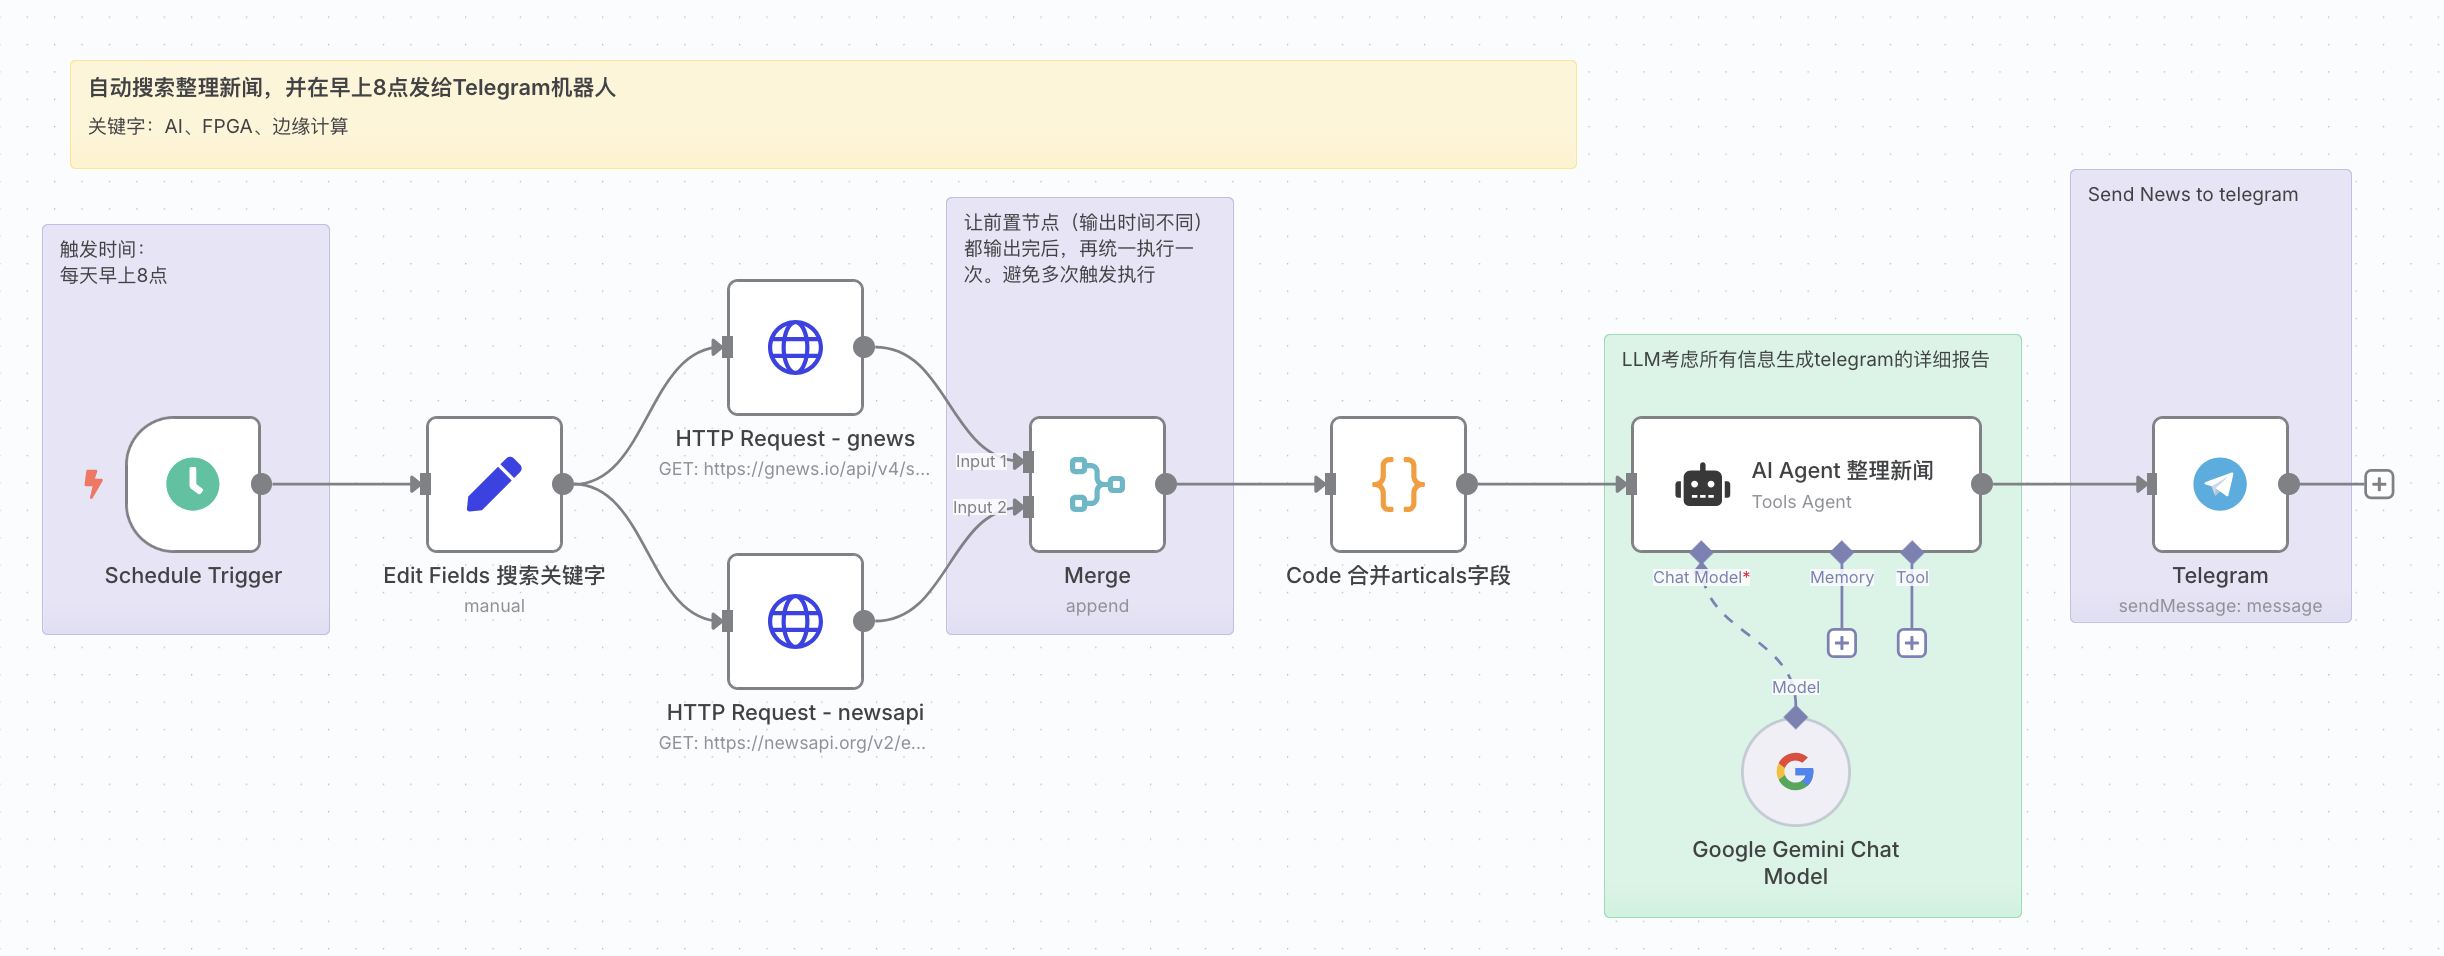 自动搜索整理新闻，并在早上8点发给Telegram机器人
关键字：AI、FPGA、边缘计算
触发时间：
每天早上8点
Schedule Trigger
Edit Fields 搜索关键字
manual
HTTP Request - gnews
GET: https://gnews.io/api/v4/s...
HTTP Request - newsapi
GET: https://newsapi.org/v2/e...
让前置节点（输出时间不同）
都输出完后，再统一执行一
次。避免多次触发执行
Input 1
Input 2
Merge
append
Code 合并articals字段
LLM考虑所有信息生成telegram的详细报告
AI Agent 整理新闻
Tools Agent
Chat Model*
Memory
Tool
Model
Google Gemini Chat
Model
Send News to telegram
Telegram
sendMessage: message